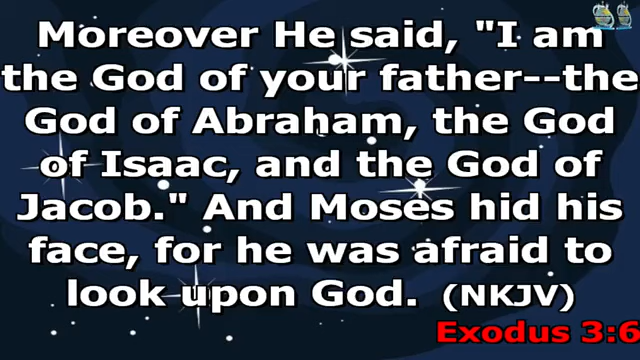 Moreover He said, "I am
the God of your father--the
God of Abraham, the God
of Isaac, and the God of
Jacob." And Moses hid his
face, for he was afraid to
look upon God. (NKJV)
Exodus 3:6